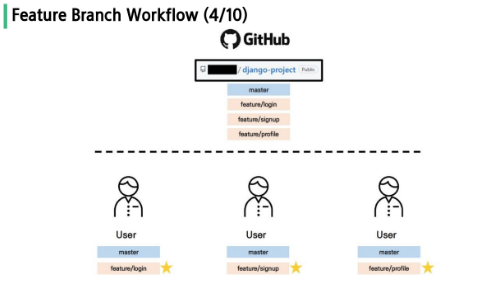 Feature Branch Workflow (4/10)
GitHub
/ django-project Public
master
feature/login
feature/signup
feature/profile
User User User
master master master
feature/login feature/signup feature/profile